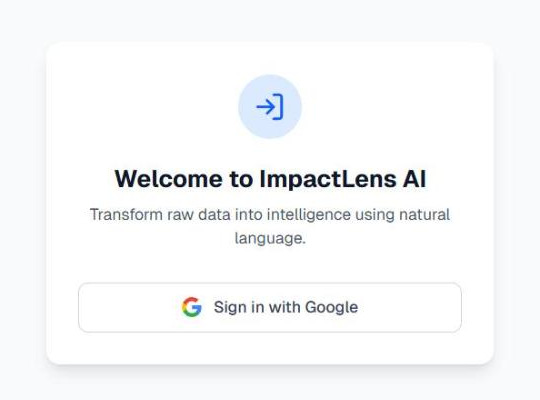 Welcome to ImpactLens AI
Transform raw data into intelligence using natural
language.
Sign in with Google